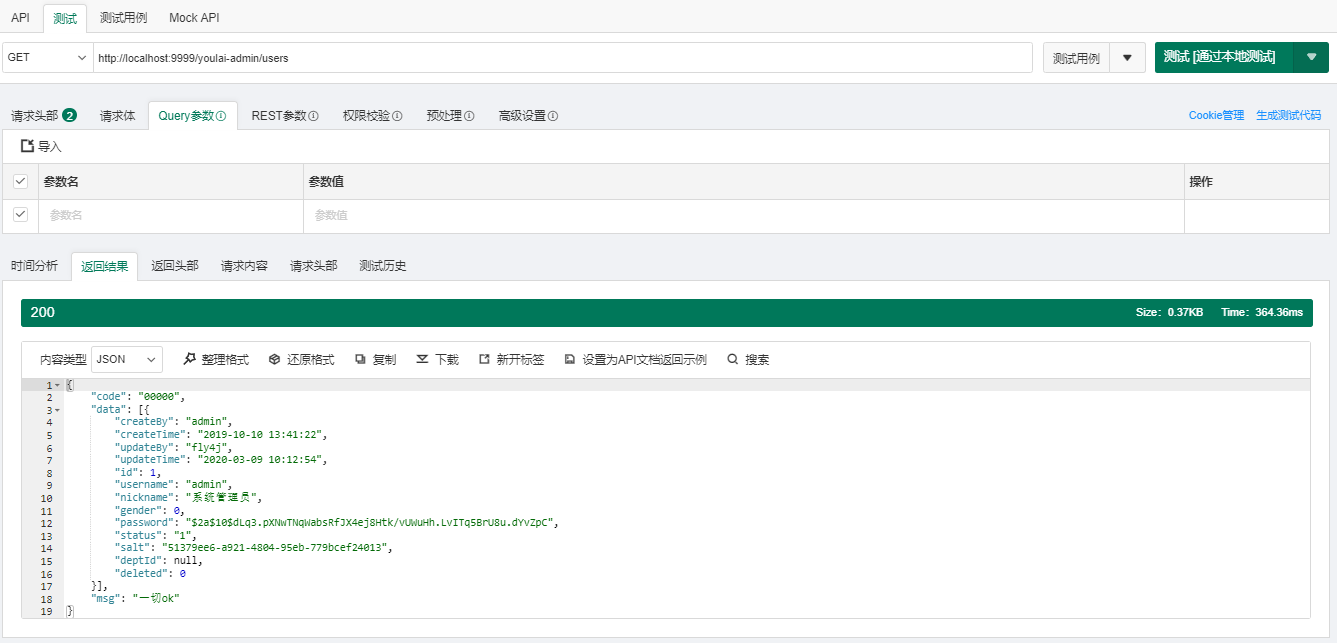 API 测试 测试用例 Mock API
GET http://localhost:9999/youlai-admin/users 测试用例 测试 [通过本地测试]
请求头部 2 请求体 Query参数 REST参数 权限校验 预处理 高级设置 Cookie管理 生成测试代码
导入
参数名 参数值 操作
参数名 参数值
时间分析 返回结果 返回头部 请求内容 请求头部 测试历史
200 Size: 0.37KB Time: 364.36ms
内容类型 JSON 整理格式 还原格式 复制 下载 新开标签 设置为API文档返回示例 搜索
1 {
2 "code": "00000",
3 "data": [{
4 "createBy": "admin",
5 "createTime": "2019-10-10 13:41:22",
6 "updateBy": "fly4j",
7 "updateTime": "2020-03-09 10:12:54",
8 "id": 1,
9 "username": "admin",
10 "nickname": "系统管理员",
11 "gender": 0,
12 "password": "$2a$10$dLq3.pXNwTNqWabsRfJX4ej8Htk/vUWuHh.LvITq5BrU8u.dYvZpC",
13 "status": "1",
14 "salt": "51379ee6-a921-4804-95eb-779bcef24013",
15 "deptId": null,
16 "deleted": 0
17 }],
18 "msg": "一切ok"
19 }